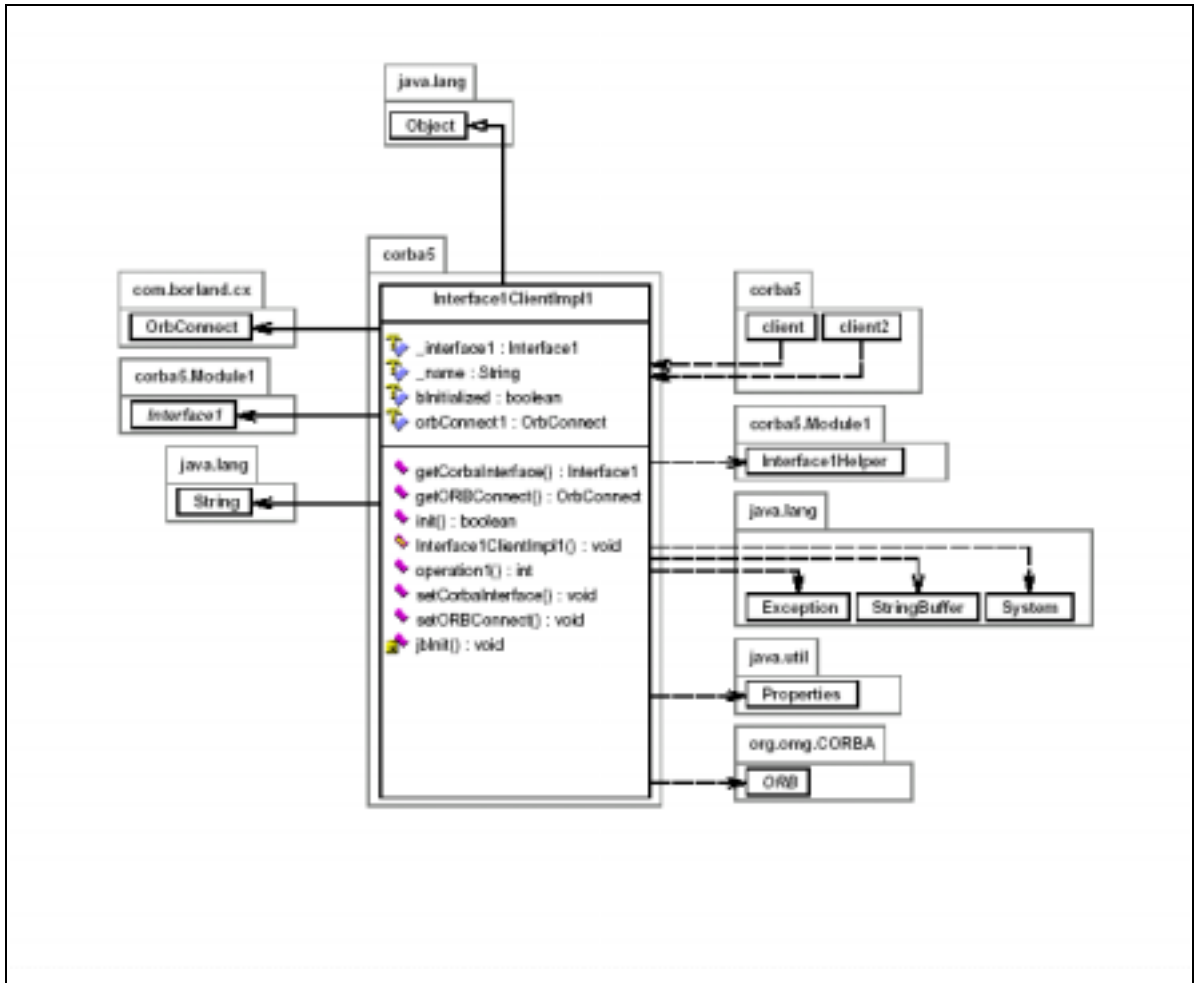 java.lang
Object
corba5
Interface1ClientImpl1
_interface1 : Interface1
_name : String
bInitialized : boolean
orbConnect1 : OrbConnect
getCorbaInterface() : Interface1
getORBConnect() : OrbConnect
init() : boolean
Interface1ClientImpl1() : void
operation1() : int
setCorbaInterface() : void
setORBConnect() : void
jbInit() : void
com.borland.cx
OrbConnect
corba5.Module1
Interface1
java.lang
String
corba5
client client2
corba5.Module1
Interface1Helper
java.lang
Exception StringBuffer System
java.util
Properties
org.omg.CORBA
ORB